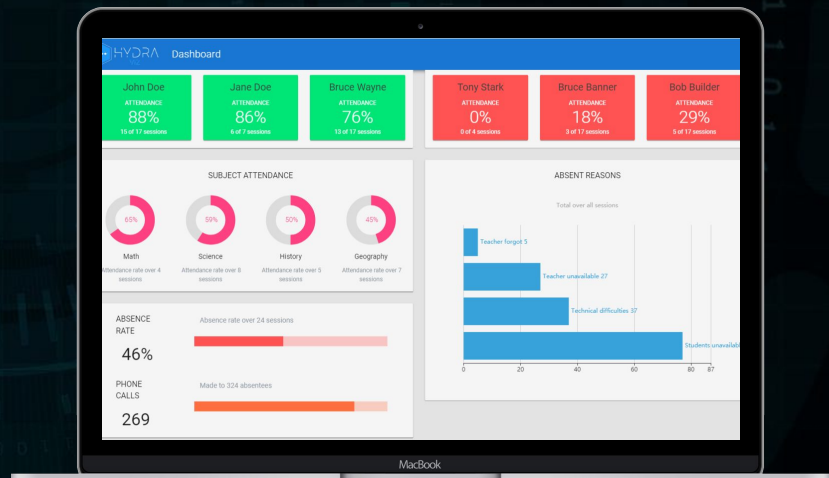 HYDRA Dashboard
John Doe
ATTENDANCE
88%
15 of 17 sessions
Jane Doe
ATTENDANCE
86%
6 of 7 sessions
Bruce Wayne
ATTENDANCE
76%
13 of 17 sessions
Tony Stark
ATTENDANCE
0%
0 of 4 sessions
Bruce Banner
ATTENDANCE
18%
3 of 17 sessions
Bob Builder
ATTENDANCE
29%
5 of 17 sessions
SUBJECT ATTENDANCE
65%
Math
Attendance rate over 4
sessions
59%
Science
Attendance rate over 8
sessions
50%
History
Attendance rate over 5
sessions
45%
Geography
Attendance rate over 7
sessions
ABSENCE
RATE
46%
Absence rate over 24 sessions
PHONE
CALLS
269
Made to 324 absentees
ABSENT REASONS
Total over all sessions
Teacher forgot 5
Teacher unavailable 27
Technical difficulties 37
Students unavailabl
0 20 40 60 80 87
MacBook